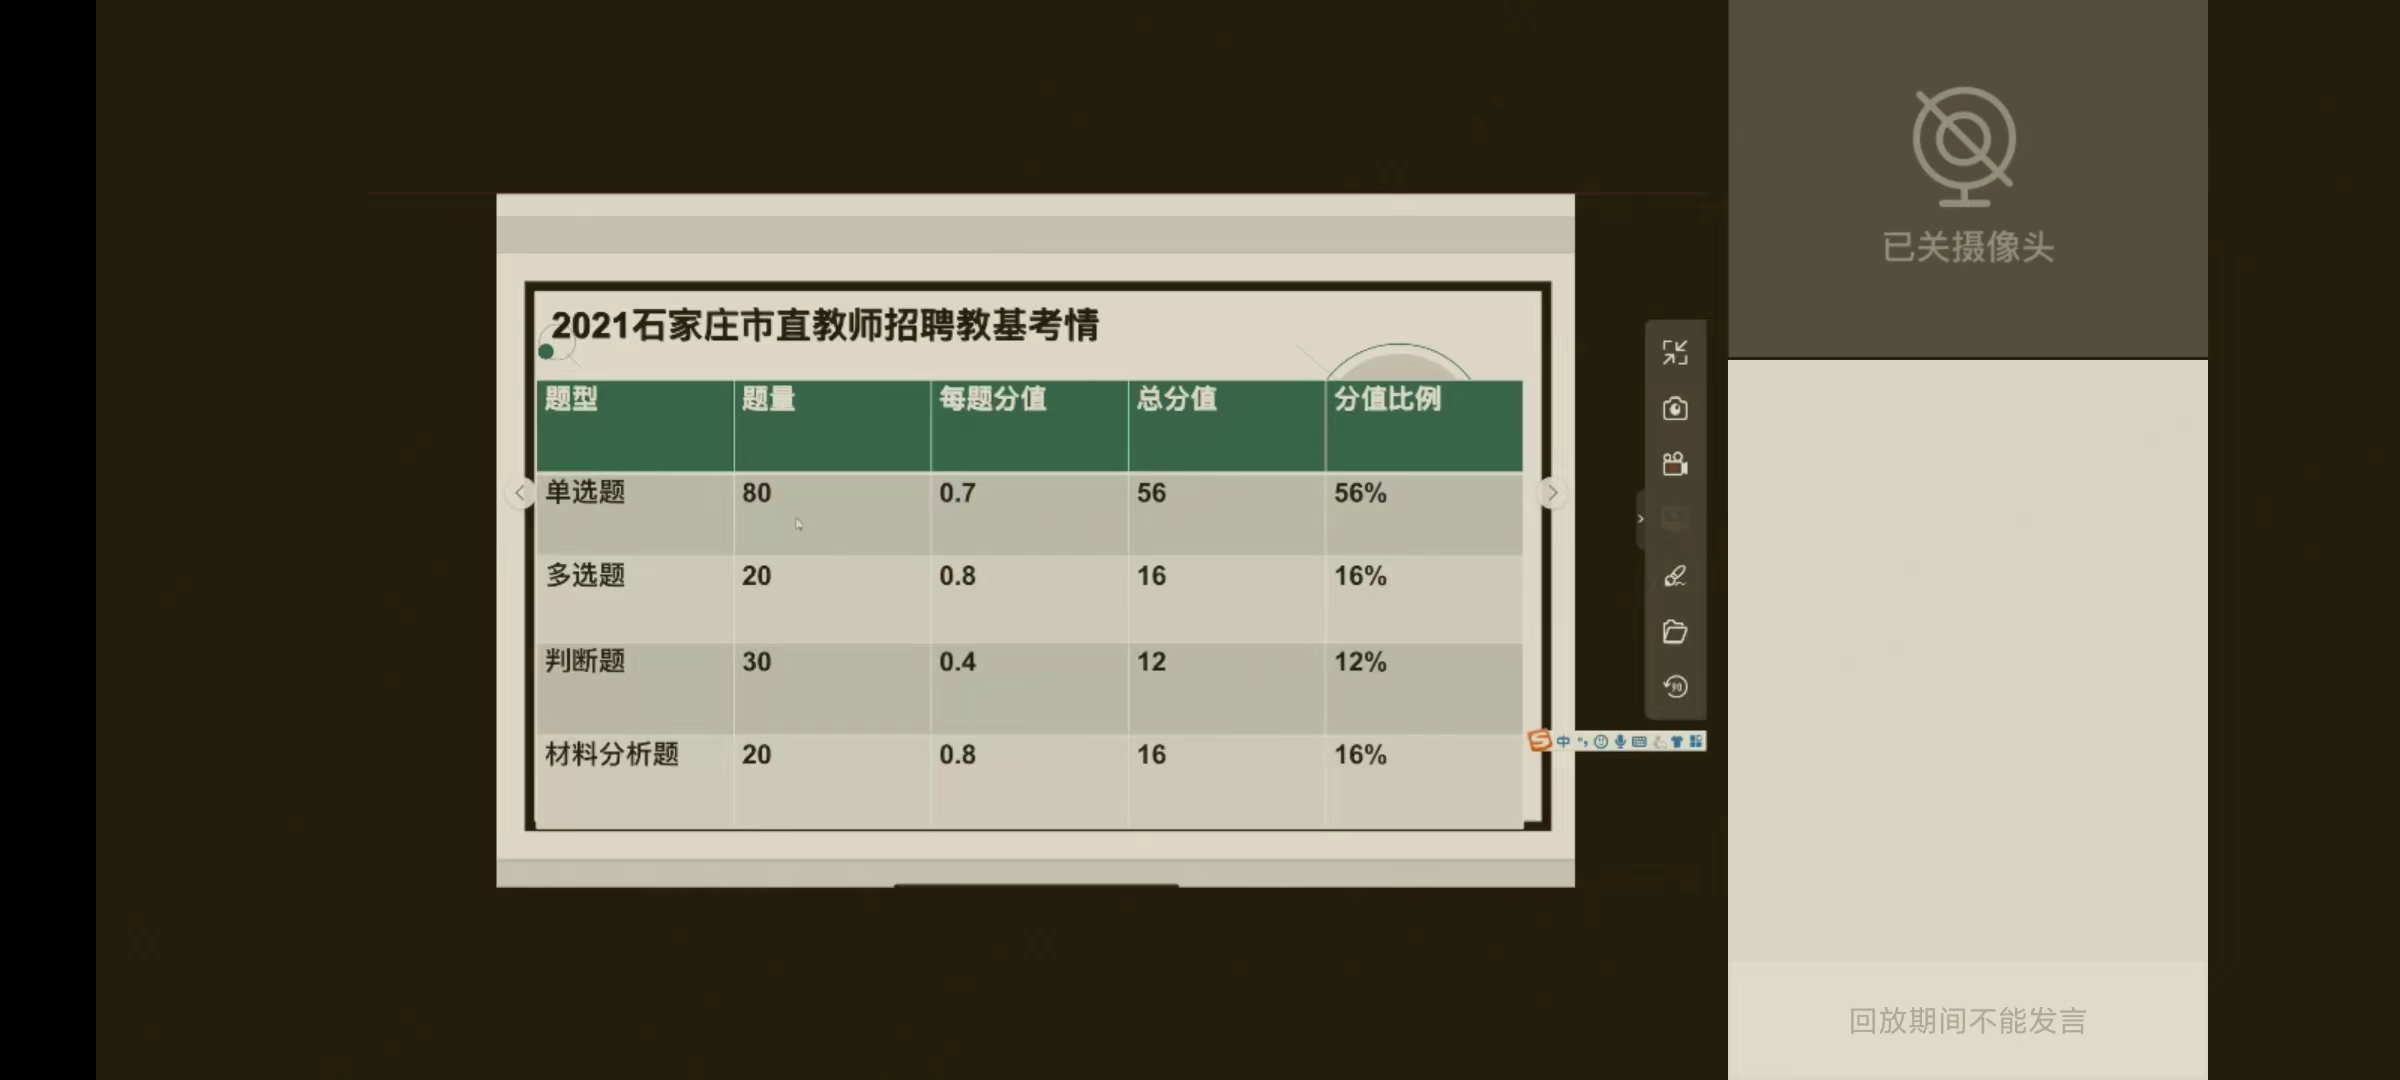 已关摄像头
2021石家庄市直教师招聘教基考情
题型 题量 每题分值 总分值 分值比例
单选题 80 0.7 56 56%
多选题 20 0.8 16 16%
判断题 30 0.4 12 12%
材料分析题 20 0.8 16 16%
中
回放期间不能发言